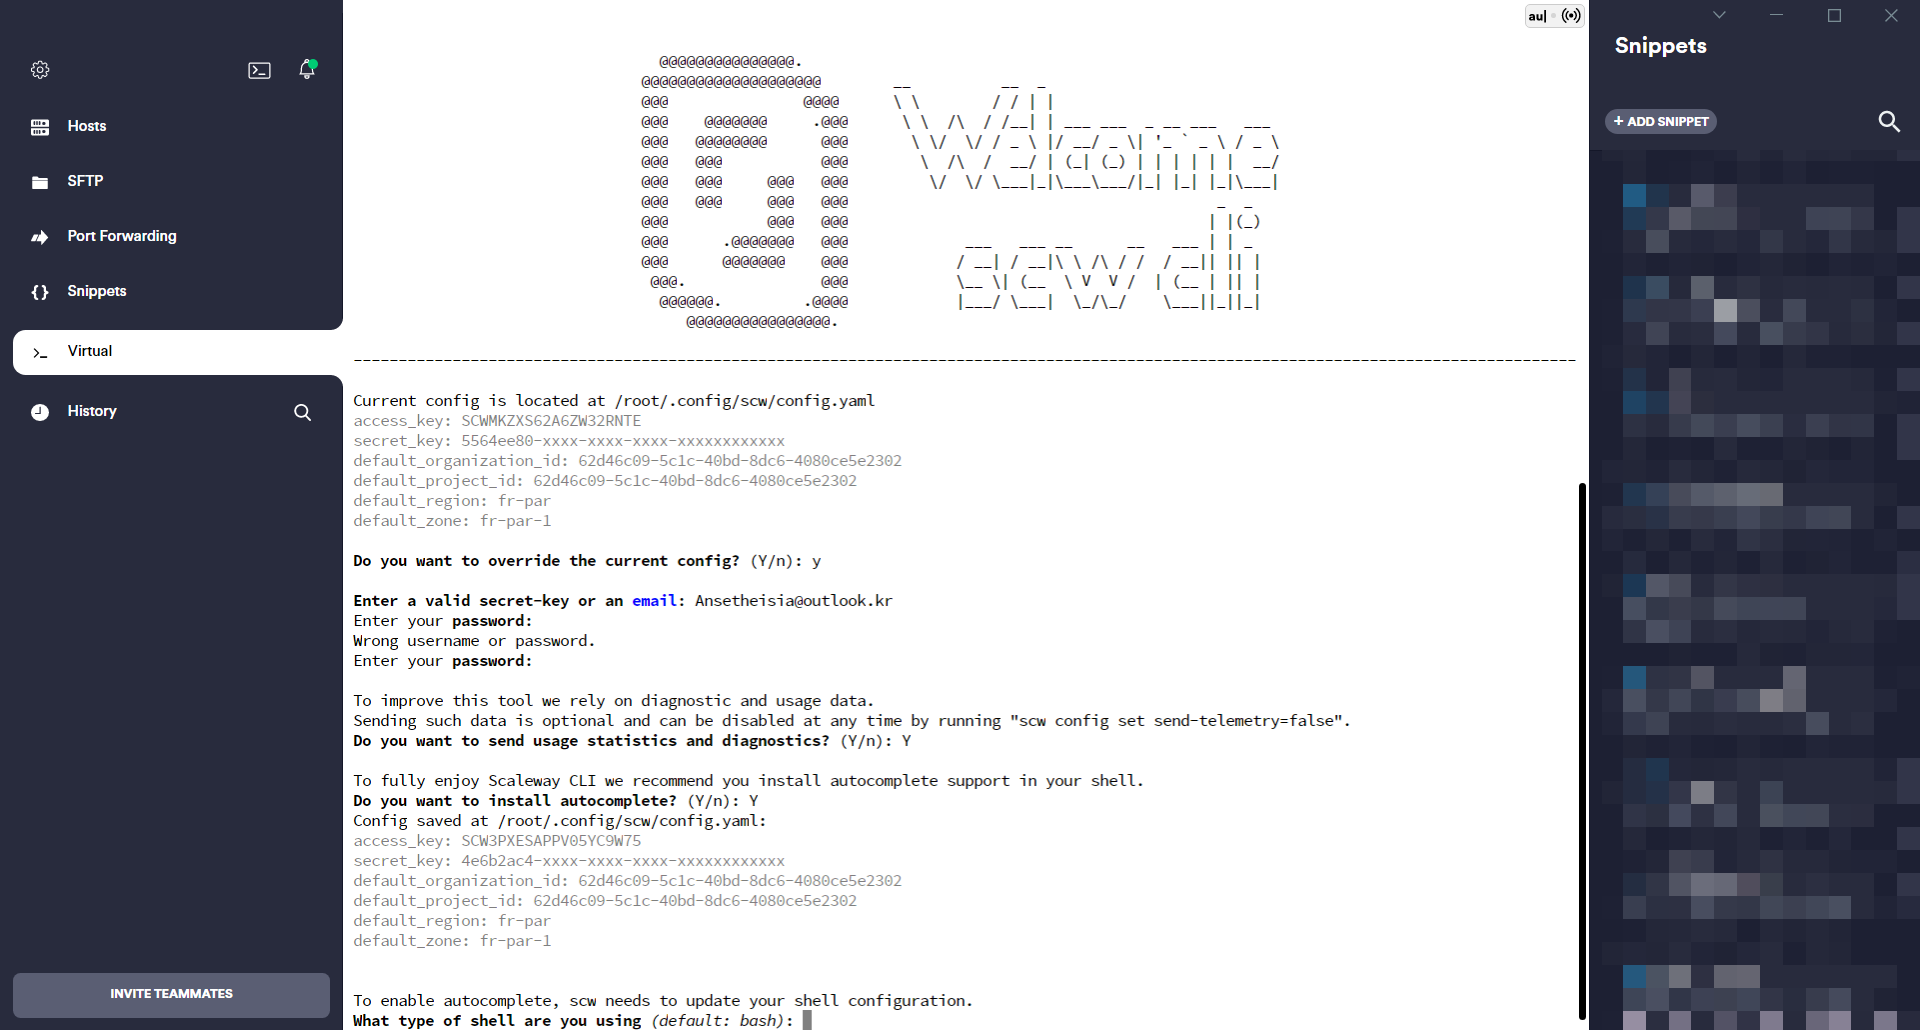 au|
Snippets
Hosts
+ ADD SNIPPET
SFTP
Port Forwarding
Snippets
Virtual
History
INVITE TEAMMATES
Welcome
scw cli
Current config is located at /root/.config/scw/config.yaml
access_key: SCWMKZXS62A6ZW32RNTE
secret_key: 5564ee80-xxxx-xxxx-xxxx-xxxxxxxxxxxx
default_organization_id: 62d46c09-5c1c-40bd-8dc6-4080ce5e2302
default_project_id: 62d46c09-5c1c-40bd-8dc6-4080ce5e2302
default_region: fr-par
default_zone: fr-par-1
Do you want to override the current config? (Y/n): y
Enter a valid secret-key or an email: Ansetheisia@outlook.kr
Enter your password:
Wrong username or password.
Enter your password:
To improve this tool we rely on diagnostic and usage data.
Sending such data is optional and can be disabled at any time by running "scw config set send-telemetry=false".
Do you want to send usage statistics and diagnostics? (Y/n): Y
To fully enjoy Scaleway CLI we recommend you install autocomplete support in your shell.
Do you want to install autocomplete? (Y/n): Y
Config saved at /root/.config/scw/config.yaml:
access_key: SCW3PXESAPPV05YC9W75
secret_key: 4e6b2ac4-xxxx-xxxx-xxxx-xxxxxxxxxxxx
default_organization_id: 62d46c09-5c1c-40bd-8dc6-4080ce5e2302
default_project_id: 62d46c09-5c1c-40bd-8dc6-4080ce5e2302
default_region: fr-par
default_zone: fr-par-1
To enable autocomplete, scw needs to update your shell configuration.
What type of shell are you using (default: bash):